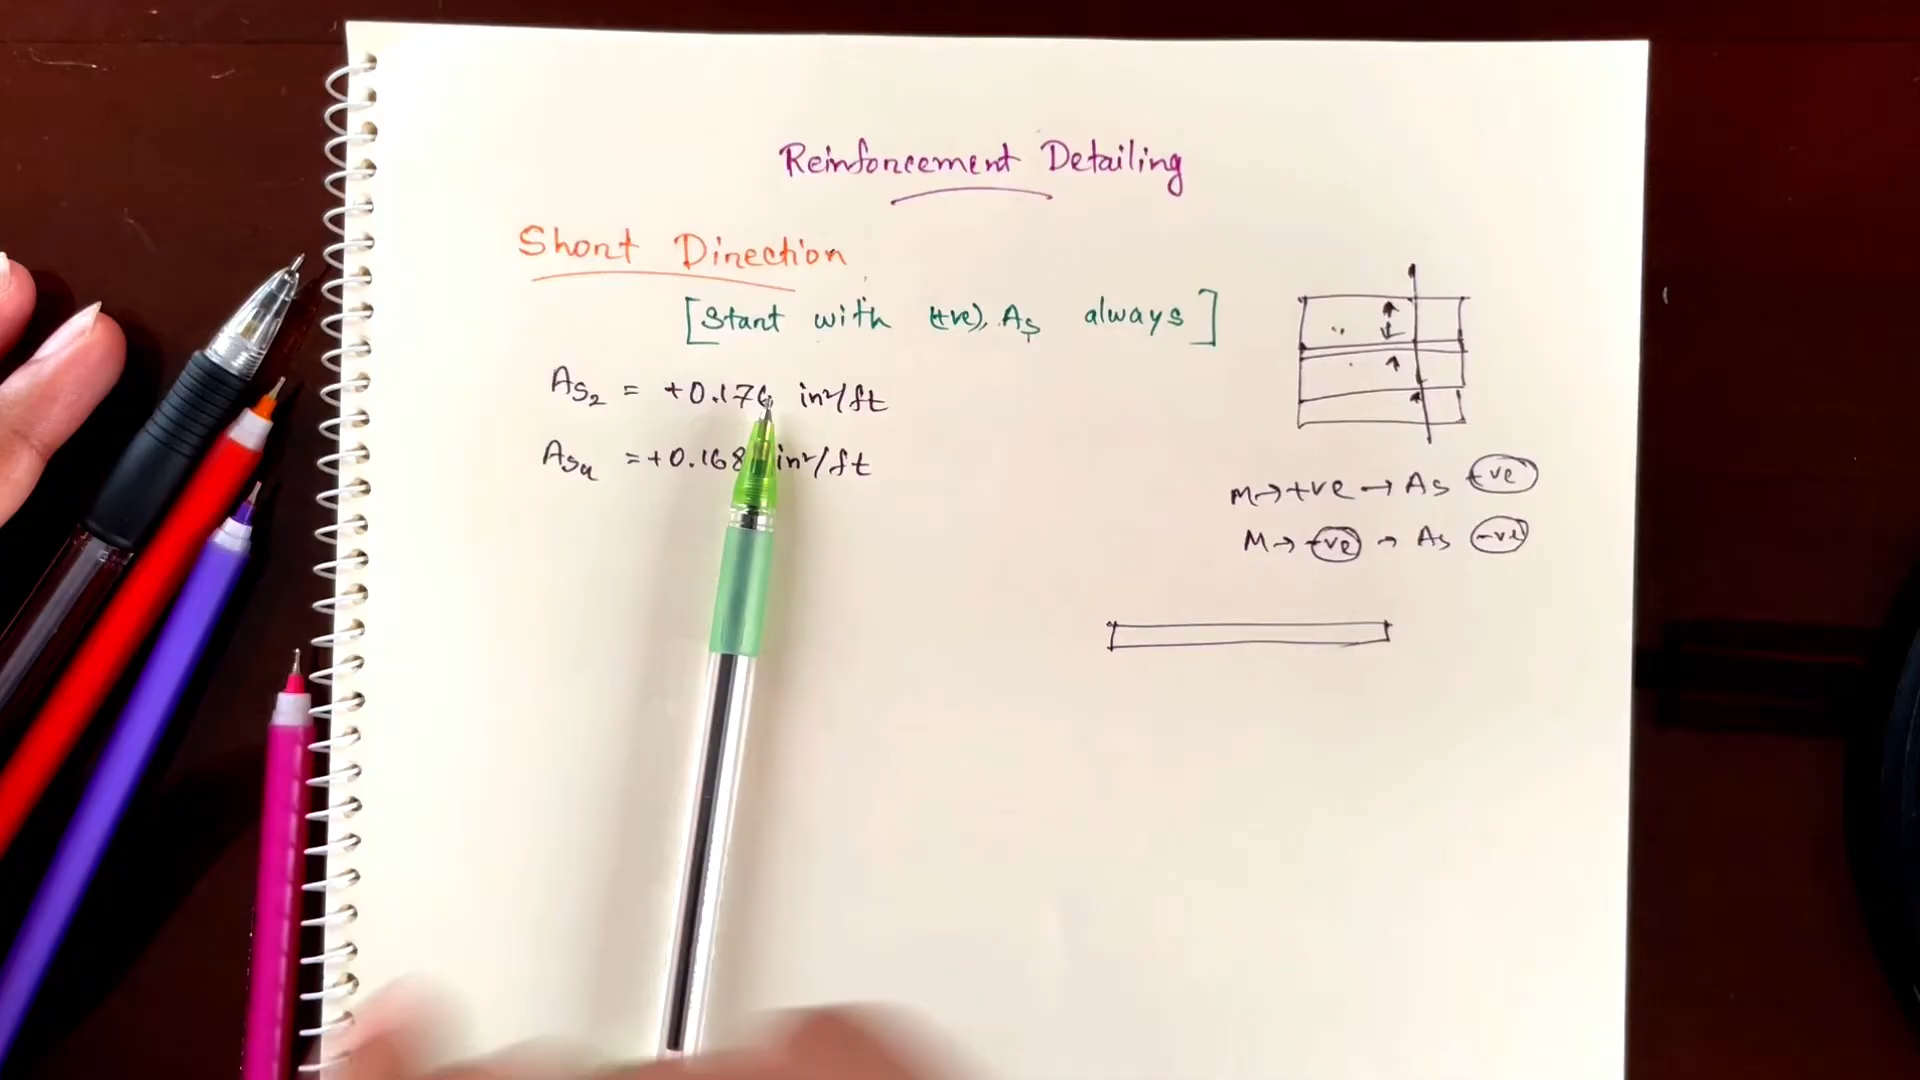 Reinforcement Detailing
Short Direction
[Start with (+ve), As always]
As2 = +0.176 in²/ft
As4 = +0.168 in²/ft
M→+ve → As +ve
M→ -ve → As -ve